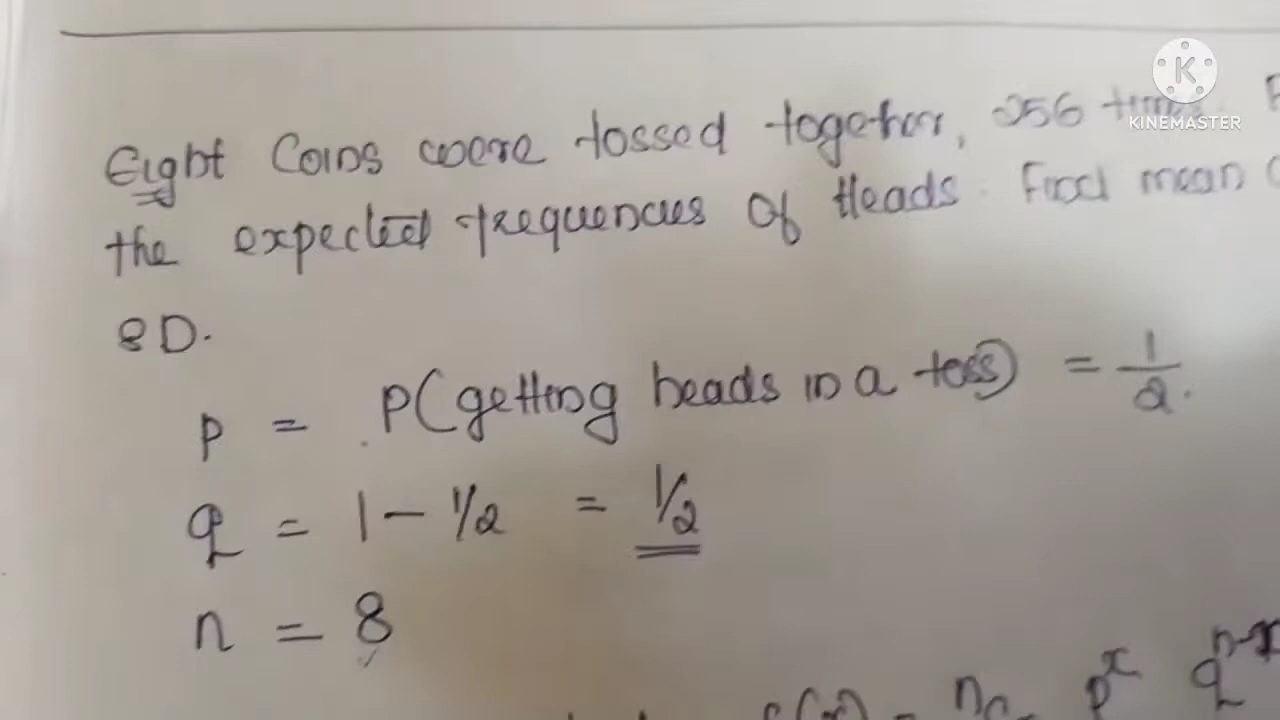 KINEMASTER
Eight Coins were tossed together, 256 times.
the expected frequencies of Heads. Find mean
SD.
p = P(getting heads in a toss) = 1/2.
q = 1 - 1/2 = 1/2
n = 8
p^x q^n-x